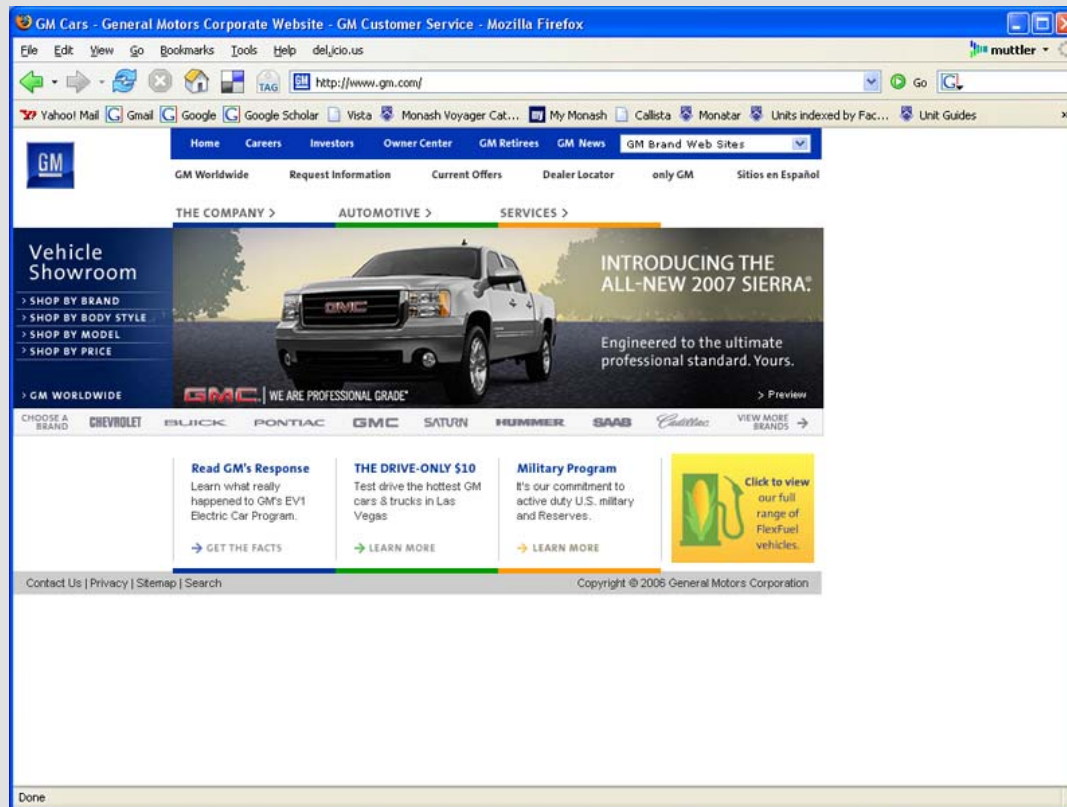 GM Cars - General Motors Corporate Website - GM Customer Service - Mozilla Firefox
File Edit View Go Bookmarks Tools Help del.icio.us muttler
TAG http://www.gm.com/ Go G
Yahoo! Mail Gmail Google Google Scholar Vista Monash Voyager Cat... my My Monash Callista Monatar Units indexed by Fac... Unit Guides »
GM
Home Careers Investors Owner Center GM Retirees GM News GM Brand Web Sites
GM Worldwide Request Information Current Offers Dealer Locator only GM Sitios en Español
THE COMPANY > AUTOMOTIVE > SERVICES >
Vehicle
Showroom
> SHOP BY BRAND
> SHOP BY BODY STYLE
> SHOP BY MODEL
> SHOP BY PRICE
> GM WORLDWIDE
GMC
GMC. | WE ARE PROFESSIONAL GRADE®
INTRODUCING THE
ALL-NEW 2007 SIERRA.®
Engineered to the ultimate
professional standard. Yours.
> Preview
CHOOSE A
BRAND
CHEVROLET BUICK PONTIAC GMC SATURN HUMMER SAAB Cadillac
VIEW MORE
BRANDS →
Read GM's Response
Learn what really
happened to GM's EV1
Electric Car Program.
→ GET THE FACTS
THE DRIVE-ONLY $10
Test drive the hottest GM
cars & trucks in Las
Vegas
→ LEARN MORE
Military Program
It's our commitment to
active duty U.S. military
and Reserves.
→ LEARN MORE
Click to view
our full
range of
FlexFuel
vehicles.
Contact Us | Privacy | Sitemap | Search Copyright © 2006 General Motors Corporation
Done